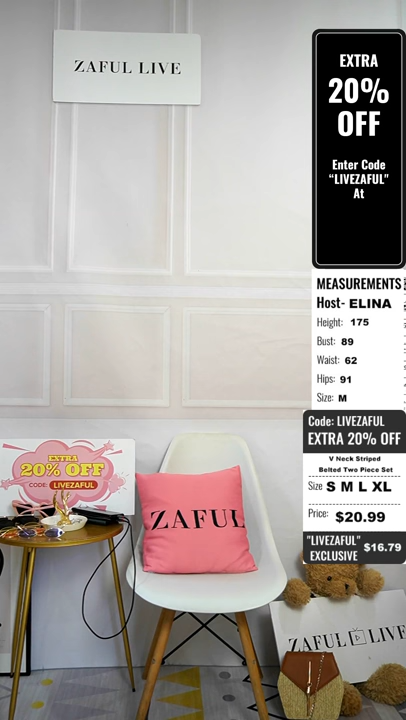 ZAFUL LIVE
EXTRA
20%
OFF
Enter Code
"LIVEZAFUL"
At
MEASUREMENTS
Host- ELINA
Height: 175
Bust: 89
Waist: 62
Hips: 91
Size: M
Code: LIVEZAFUL
EXTRA 20% OFF
V Neck Striped
Belted Two Piece Set
Size S M L XL
Price: $20.99
"LIVEZAFUL"
EXCLUSIVE $16.79
EXTRA
20% OFF
CODE: LIVEZAFUL
ZAFUL
ZAFUL LIVE